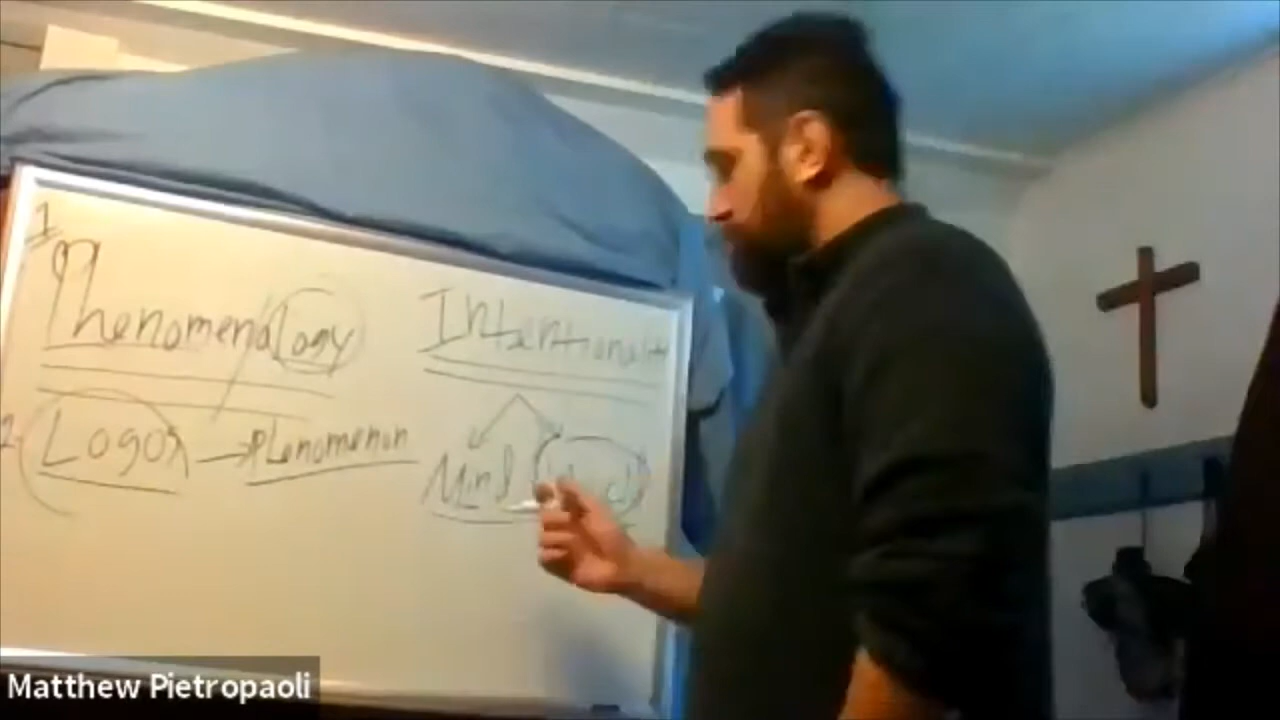 1
Phenomenology
2 Logos → Phenomenon
Intentionality
Mind
Matthew Pietropaoli